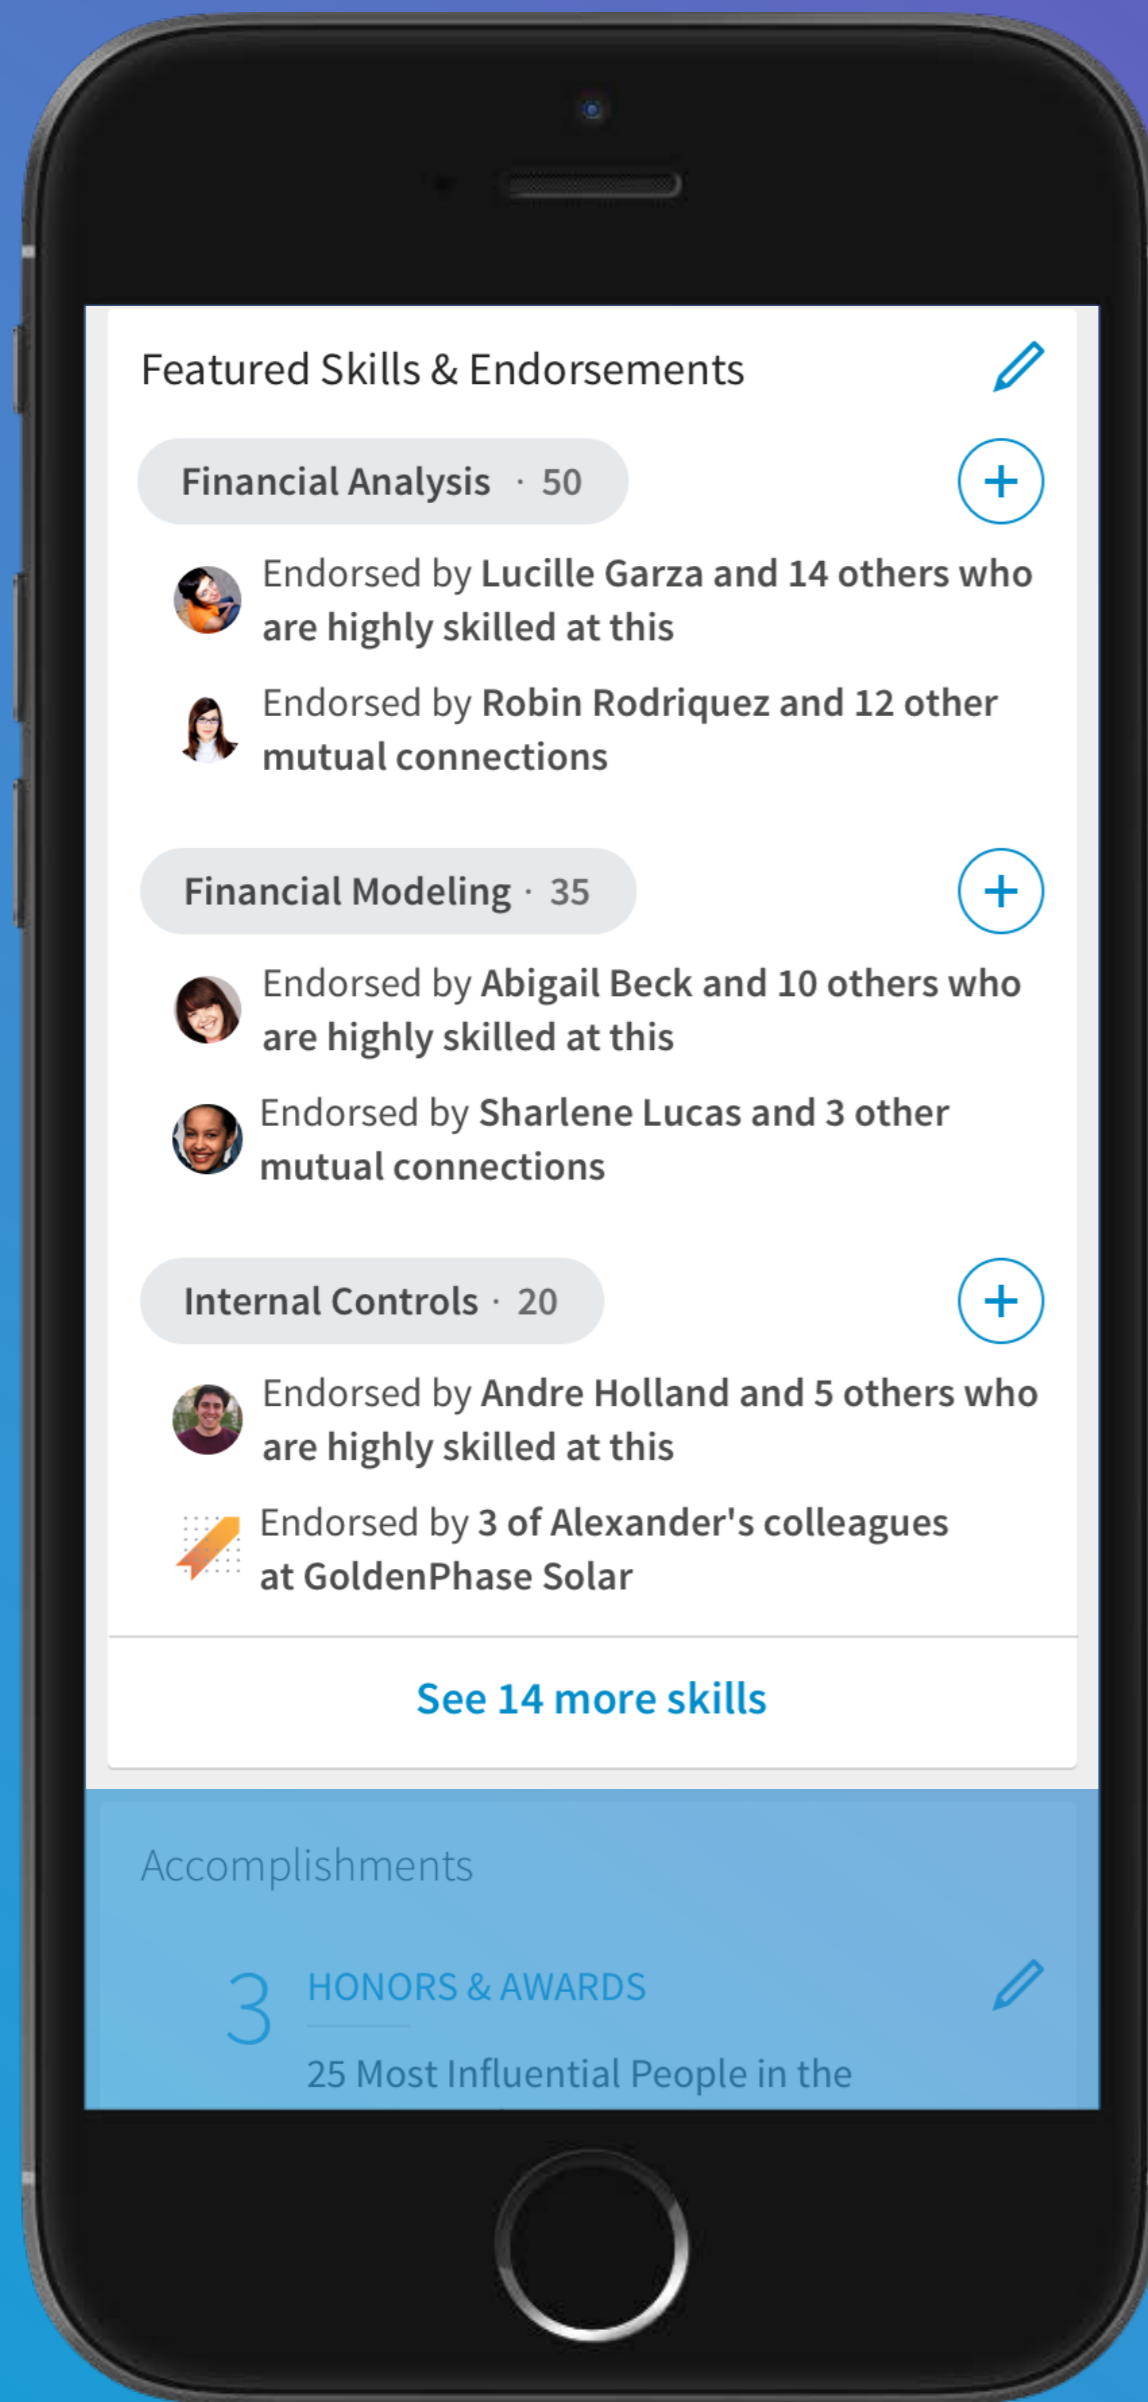 Featured Skills & Endorsements
Financial Analysis · 50
Endorsed by Lucille Garza and 14 others who
are highly skilled at this
Endorsed by Robin Rodriquez and 12 other
mutual connections
Financial Modeling · 35
Endorsed by Abigail Beck and 10 others who
are highly skilled at this
Endorsed by Sharlene Lucas and 3 other
mutual connections
Internal Controls · 20
Endorsed by Andre Holland and 5 others who
are highly skilled at this
Endorsed by 3 of Alexander's colleagues
at GoldenPhase Solar
See 14 more skills
Accomplishments
3 HONORS & AWARDS
25 Most Influential People in the